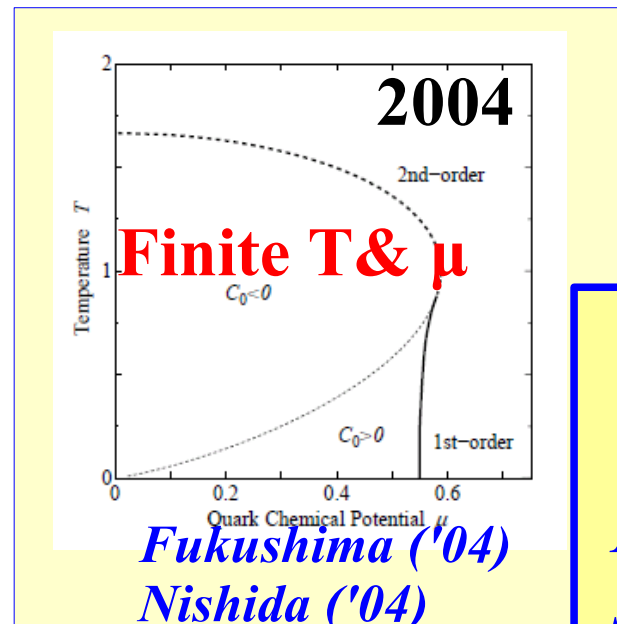 2
2004
2nd−order
Temperature T
Finite T& μ
1
C₀<0
C₀>0
1st−order
0
0 0.2 0.4 0.6
Quark Chemical Potential μ
Fukushima ('04)
Nishida ('04)